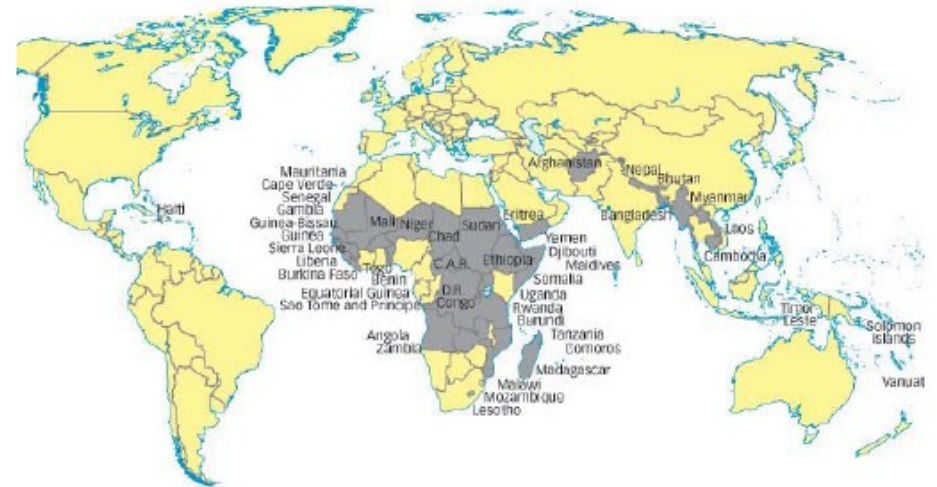 Haiti
Mauritania
Cape Verde
Senegal
Gambia
Guinea-Bissau
Guinea
Sierra Leone
Liberia
Burkina Faso
Togo
Benin
Equatorial Guinea
Sao Tome and Principe
Angola
Zambia
Mali
Niger
Chad
Sudan
Eritrea
C.A.R.
Ethiopia
D.R.
Congo
Yemen
Djibouti
Maldives
Somalia
Uganda
Rwanda
Burundi
Tanzania
Comoros
Madagascar
Malawi
Mozambique
Lesotho
Afghanistan
Nepal
Bhutan
Myanmar
Bangladesh
Laos
Cambodia
Timor
Leste
Solomon
Islands
Vanuat